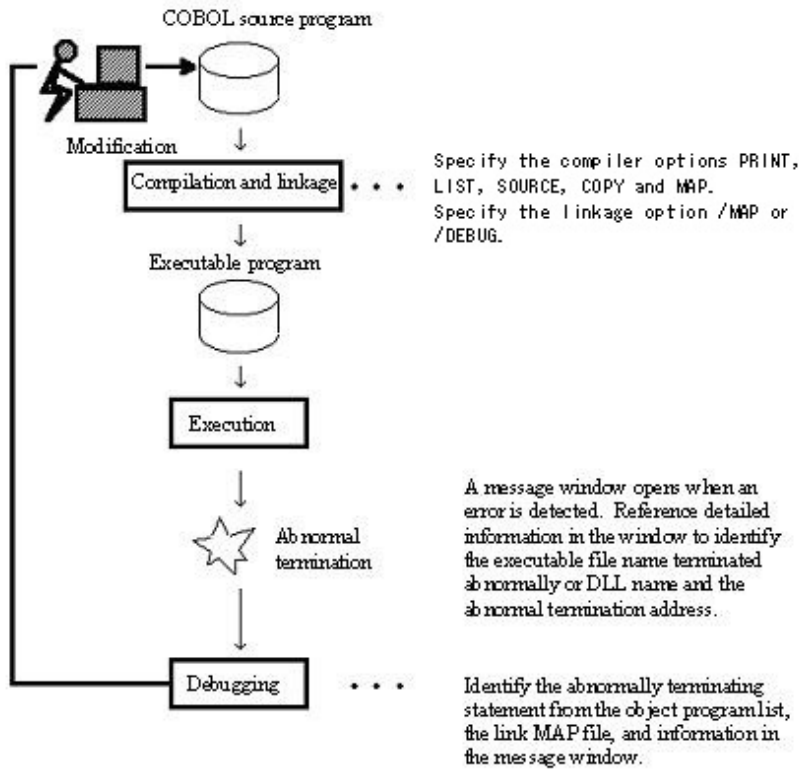 COBOL source program
Modification
Compilation and linkage
Specify the compiler options PRINT,
LIST, SOURCE, COPY and MAP.
Specify the linkage option /MAP or
/DEBUG.
Executable program
Execution
Abnormal
termination
A message window opens when an
error is detected. Reference detailed
information in the window to identify
the executable file name terminated
abnormally or DLL name and the
abnormal termination address.
Debugging
Identify the abnormally terminating
statement from the object program list,
the link MAP file, and information in
the message window.